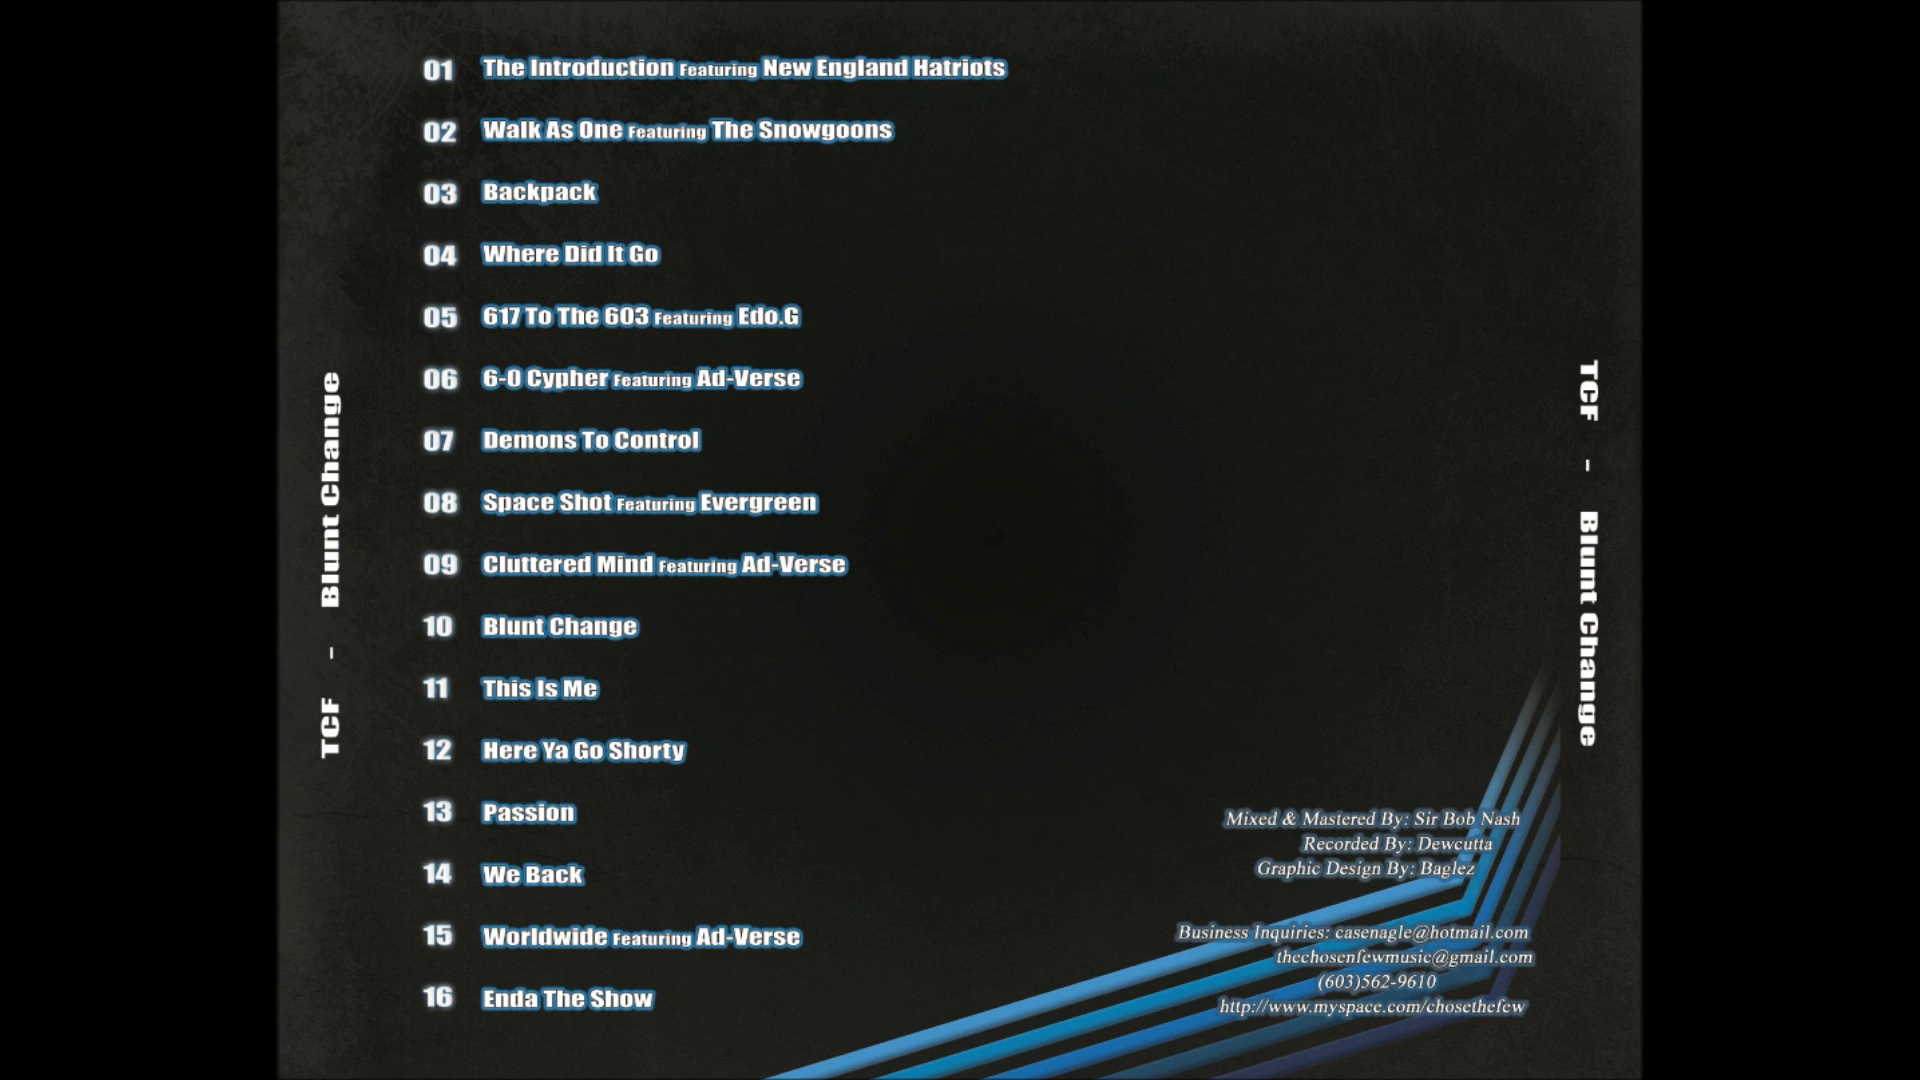 01 The Introduction Featuring New England Hatriots
02 Walk As One Featuring The Snowgoons
03 Backpack
04 Where Did It Go
05 617 To The 603 Featuring Edo.G
06 6-0 Cypher Featuring Ad-Verse
07 Demons To Control
08 Space Shot Featuring Evergreen
09 Cluttered Mind Featuring Ad-Verse
10 Blunt Change
11 This Is Me
12 Here Ya Go Shorty
13 Passion
14 We Back
15 Worldwide Featuring Ad-Verse
16 Enda The Show
TCF - Blunt Change
TCF - Blunt Change
Mixed & Mastered By: Sir Bob Nash
Recorded By: Dewcutta
Graphic Design By: Baglez
Business Inquiries: casenagle@hotmail.com
thechosenfewmusic@gmail.com
(603)562-9610
http://www.myspace.com/chosethefew